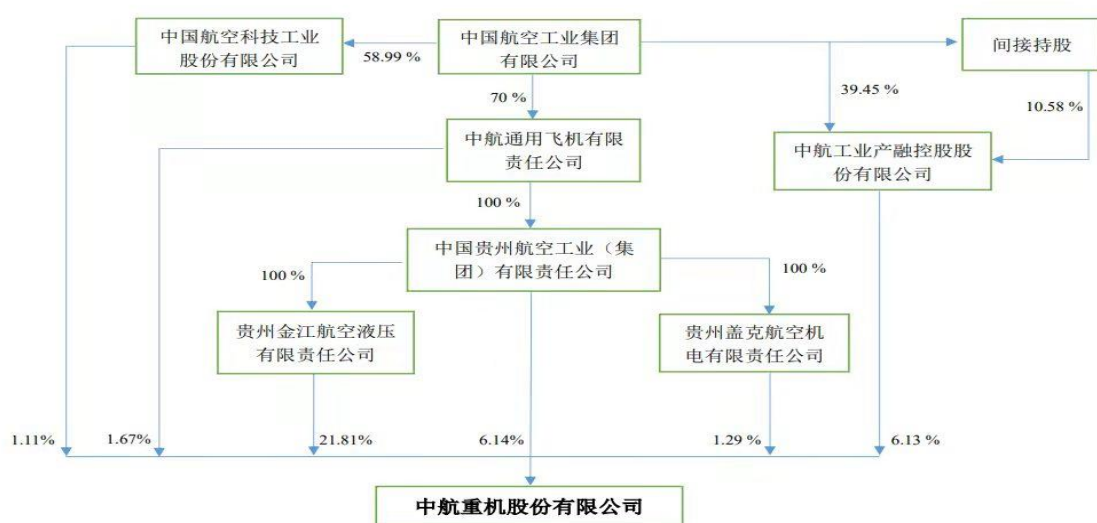 中国航空科技工业
股份有限公司
58.99 %
中国航空工业集团
有限公司
间接持股
70 %
39.45 %
10.58 %
中航通用飞机有限
责任公司
中航工业产融控股股
份有限公司
100 %
中国贵州航空工业（集
团）有限责任公司
100 %
100 %
贵州金江航空液压
有限责任公司
贵州盖克航空机
电有限责任公司
1.11%
1.67%
21.81%
6.14%
1.29 %
6.13 %
中航重机股份有限公司